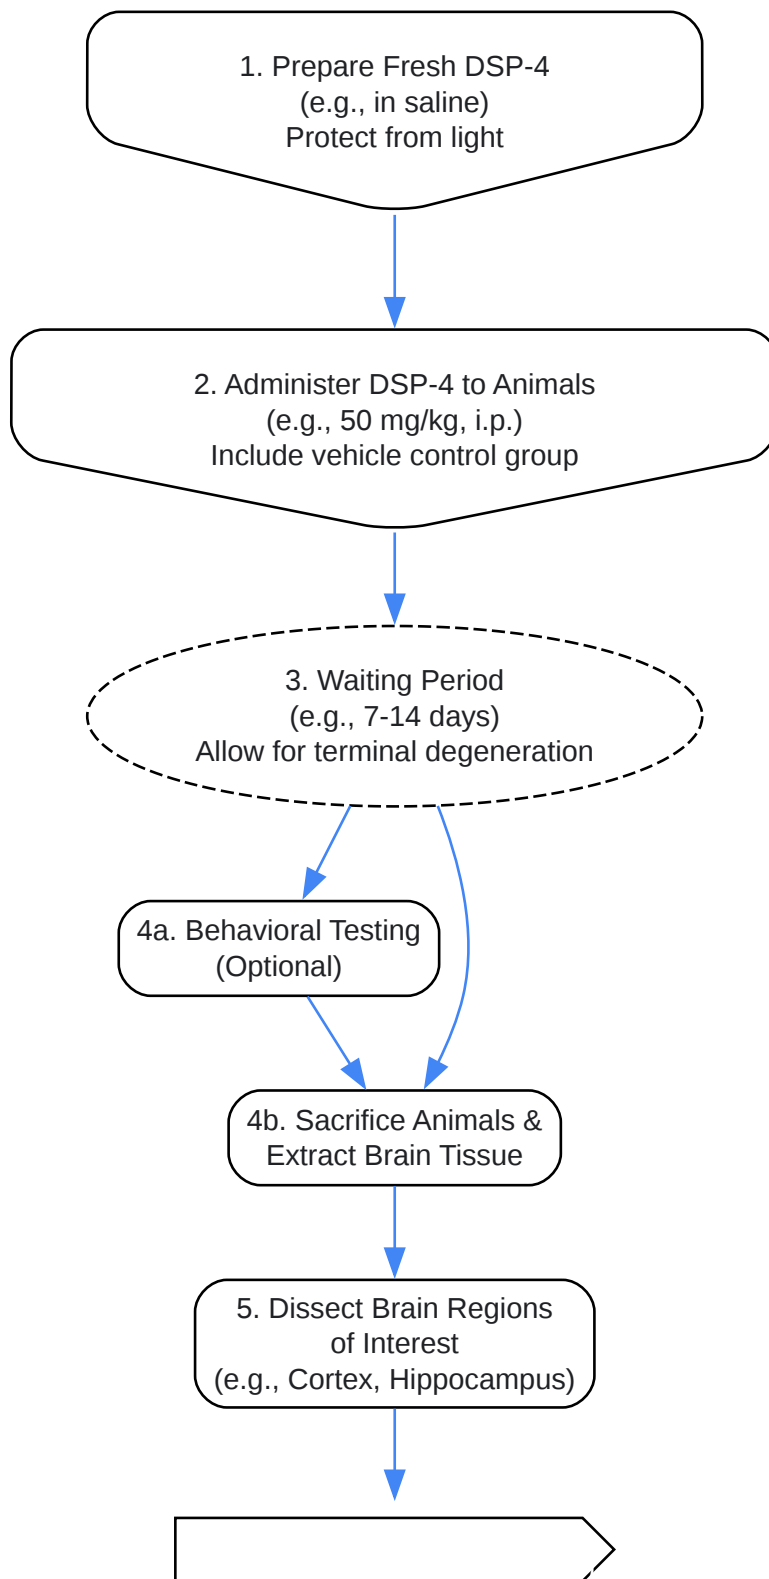 1. Prepare Fresh DSP-4
(e.g., in saline)
Protect from light
2. Administer DSP-4 to Animals
(e.g., 50 mg/kg, i.p.)
Include vehicle control group
3. Waiting Period
(e.g., 7-14 days)
Allow for terminal degeneration
4a. Behavioral Testing
(Optional)
4b. Sacrifice Animals &
Extract Brain Tissue
5. Dissect Brain Regions
of Interest
(e.g., Cortex, Hippocampus)